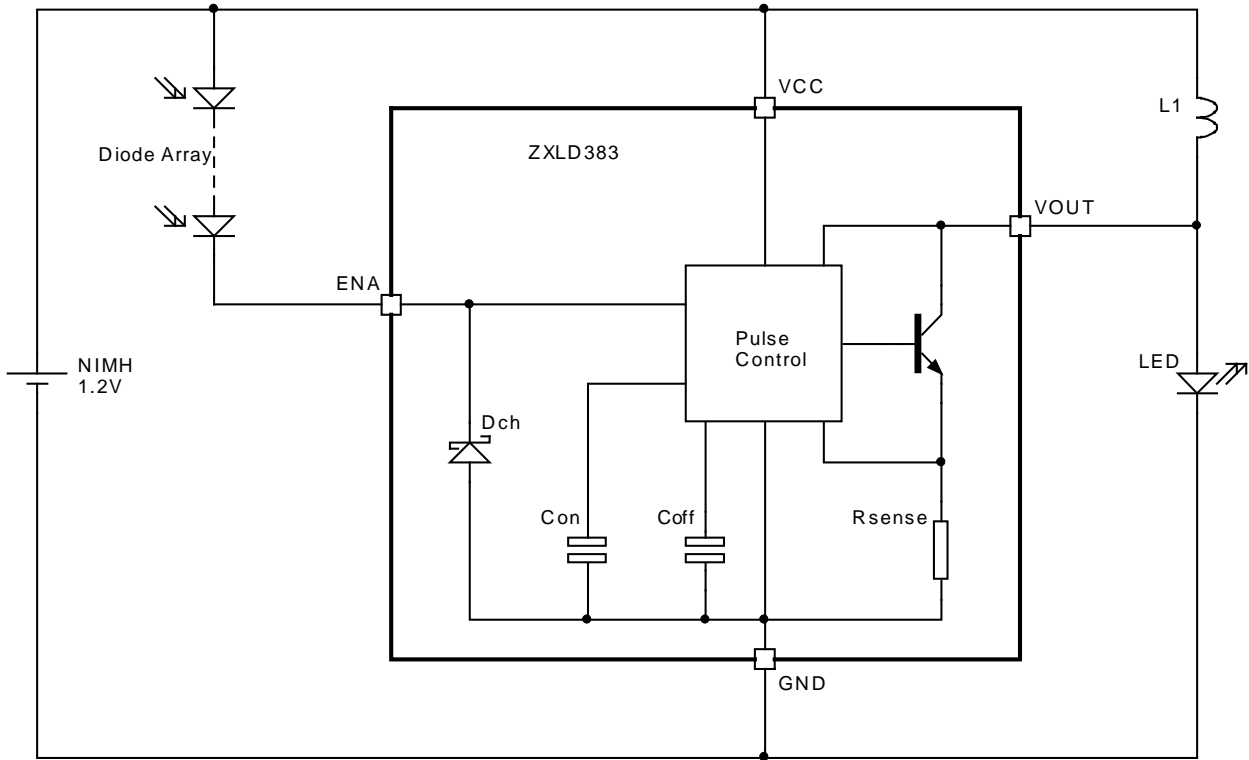 VCC
L1
Diode Array
ZXLD383
VOUT
ENA
Pulse
Control
NIMH
1.2V
LED
Dch
Con
Coff
Rsense
GND